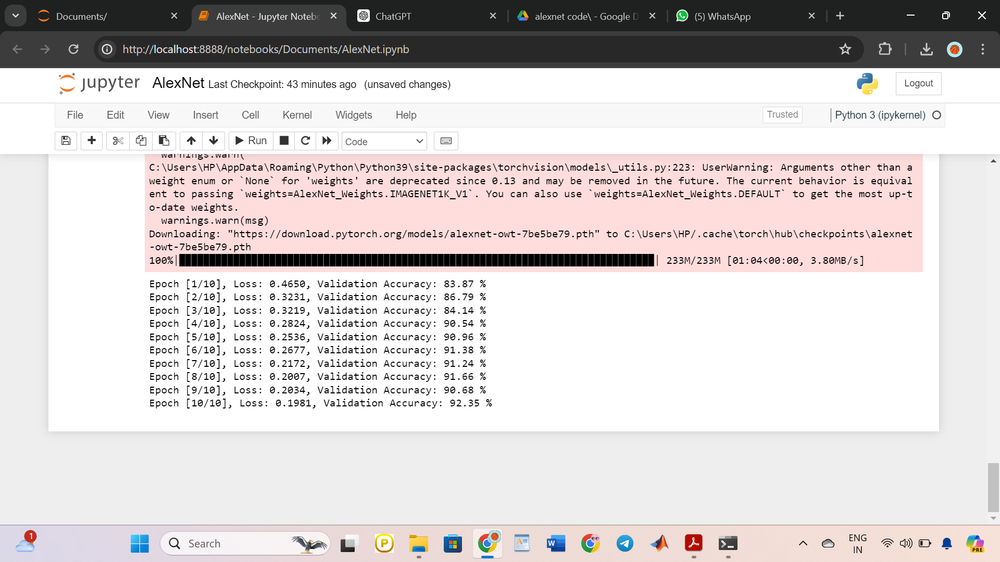 Documents/
AlexNet - Jupyter Noteb
ChatGPT
alexnet code\ - Google D
(5) WhatsApp
http://localhost:8888/notebooks/Documents/AlexNet.ipynb
jupyter AlexNet Last Checkpoint: 43 minutes ago (unsaved changes)
Logout
File Edit View Insert Cell Kernel Widgets Help
Trusted
Python 3 (ipykernel)
Run
Code
warnings.warn(
C:\Users\HP\AppData\Roaming\Python\Python39\site-packages\torchvision\models\_utils.py:223: UserWarning: Arguments other than a
weight enum or `None` for 'weights' are deprecated since 0.13 and may be removed in the future. The current behavior is equival
ent to passing `weights=AlexNet_Weights.IMAGENET1K_V1`. You can also use `weights=AlexNet_Weights.DEFAULT` to get the most up-t
o-date weights.
warnings.warn(msg)
Downloading: "https://download.pytorch.org/models/alexnet-owt-7be5be79.pth" to C:\Users\HP/.cache\torch\hub\checkpoints\alexnet
-owt-7be5be79.pth
100%| | 233M/233M [01:04<00:00, 3.80MB/s]
Epoch [1/10], Loss: 0.4650, Validation Accuracy: 83.87 %
Epoch [2/10], Loss: 0.3231, Validation Accuracy: 86.79 %
Epoch [3/10], Loss: 0.3219, Validation Accuracy: 84.14 %
Epoch [4/10], Loss: 0.2824, Validation Accuracy: 90.54 %
Epoch [5/10], Loss: 0.2536, Validation Accuracy: 90.96 %
Epoch [6/10], Loss: 0.2677, Validation Accuracy: 91.38 %
Epoch [7/10], Loss: 0.2172, Validation Accuracy: 91.24 %
Epoch [8/10], Loss: 0.2007, Validation Accuracy: 91.66 %
Epoch [9/10], Loss: 0.2034, Validation Accuracy: 90.68 %
Epoch [10/10], Loss: 0.1981, Validation Accuracy: 92.35 %
1
Search
P
W
ENG
IN
PRE